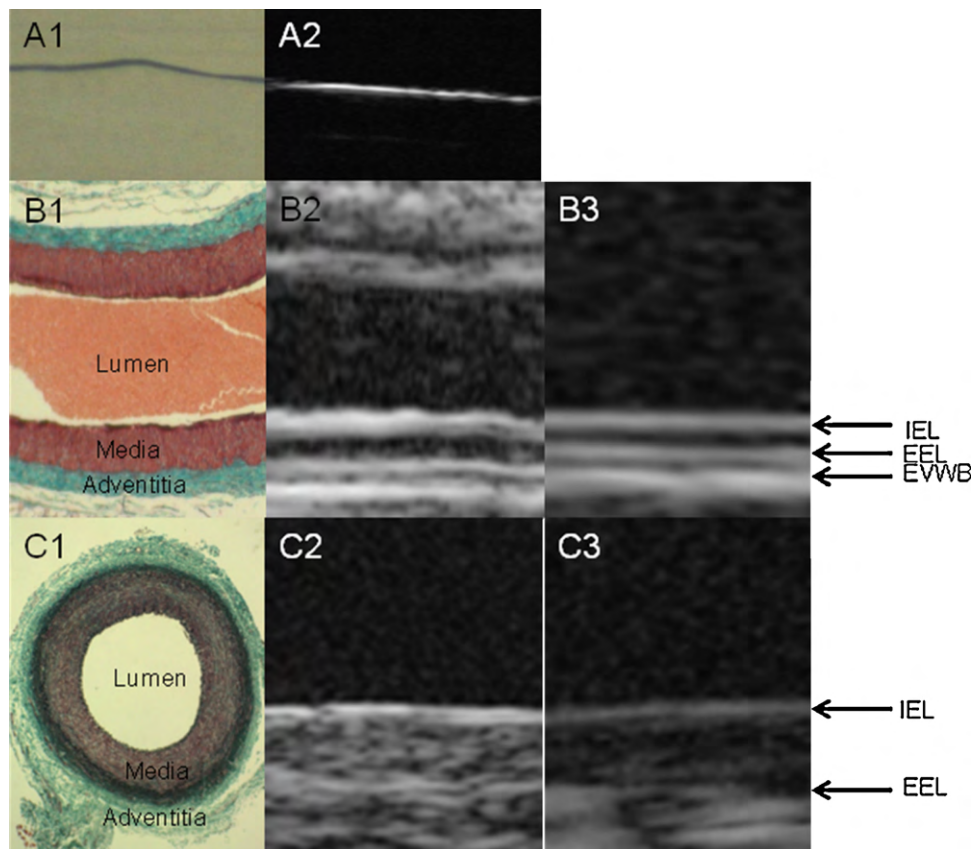 A1
A2
B1
B2
B3
Lumen
Media
Adventitia
IEL
EEL
EVWB
C1
C2
C3
Lumen
Media
Adventitia
IEL
EEL